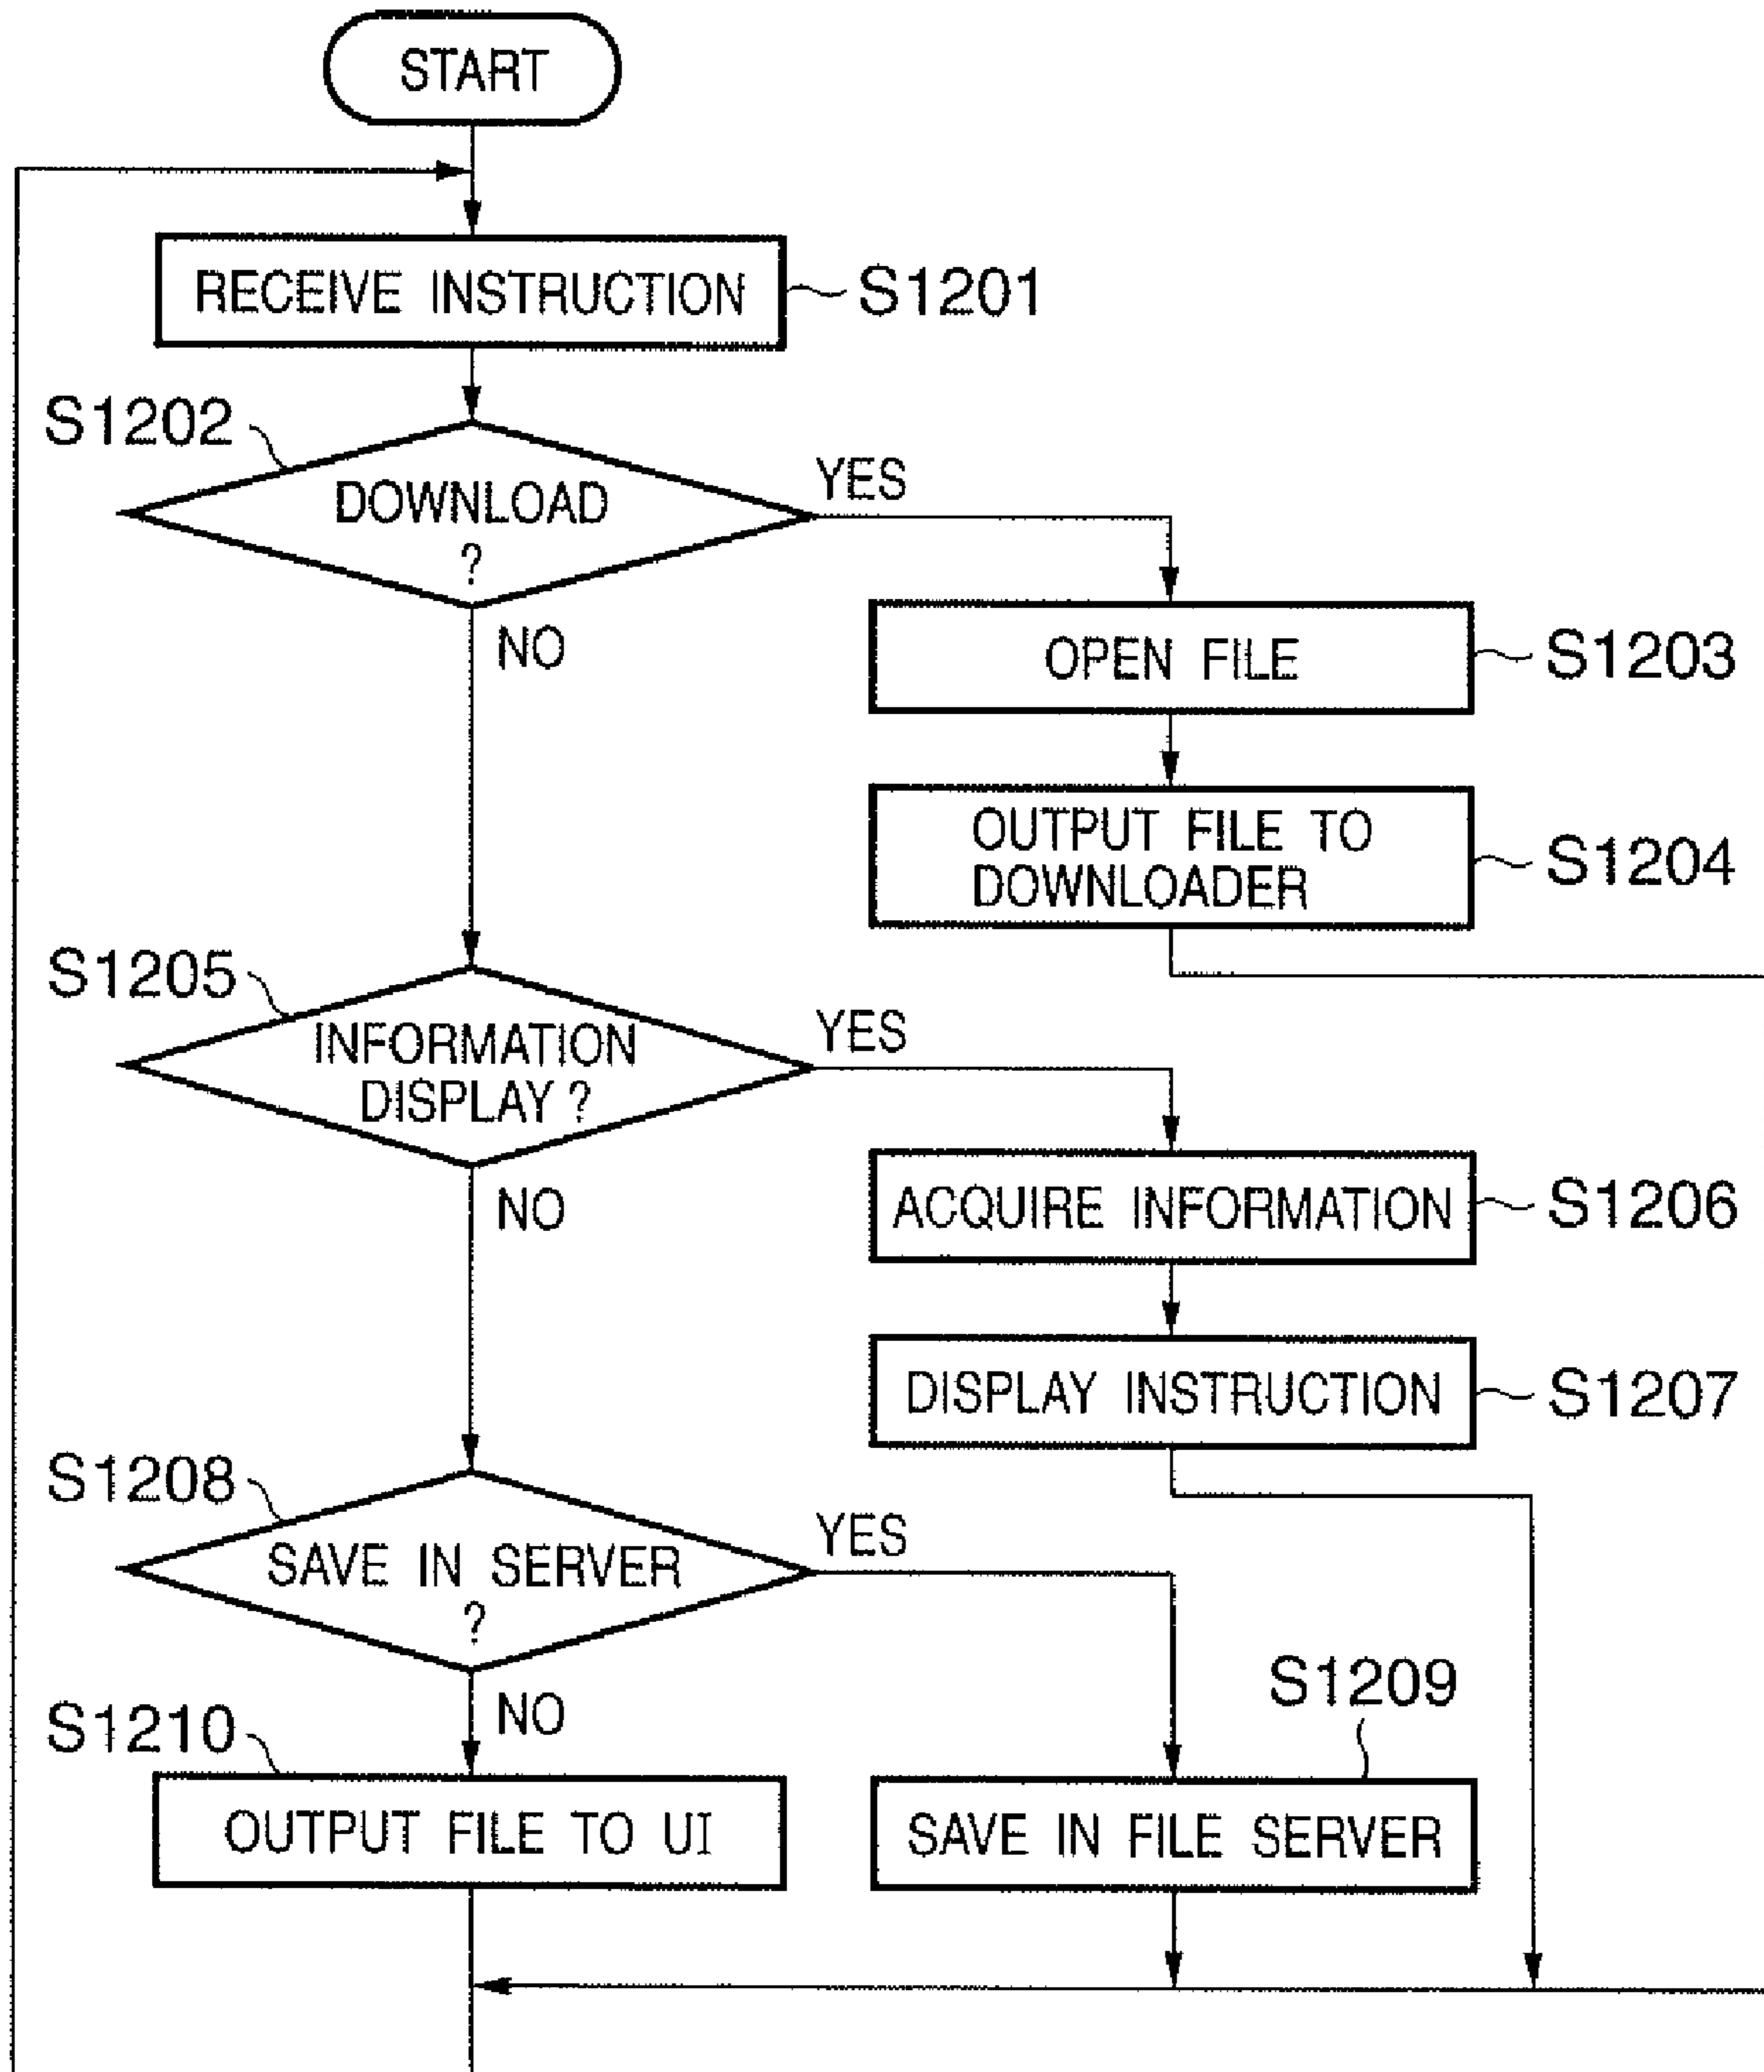 START
RECEIVE INSTRUCTION
S1201
S1202
DOWNLOAD
?
YES
NO
OPEN FILE
S1203
OUTPUT FILE TO
DOWNLOADER
S1204
S1205
INFORMATION
DISPLAY ?
YES
NO
ACQUIRE INFORMATION
S1206
DISPLAY INSTRUCTION
S1207
S1208
SAVE IN SERVER
?
YES
NO
S1209
S1210
OUTPUT FILE TO UI
SAVE IN FILE SERVER